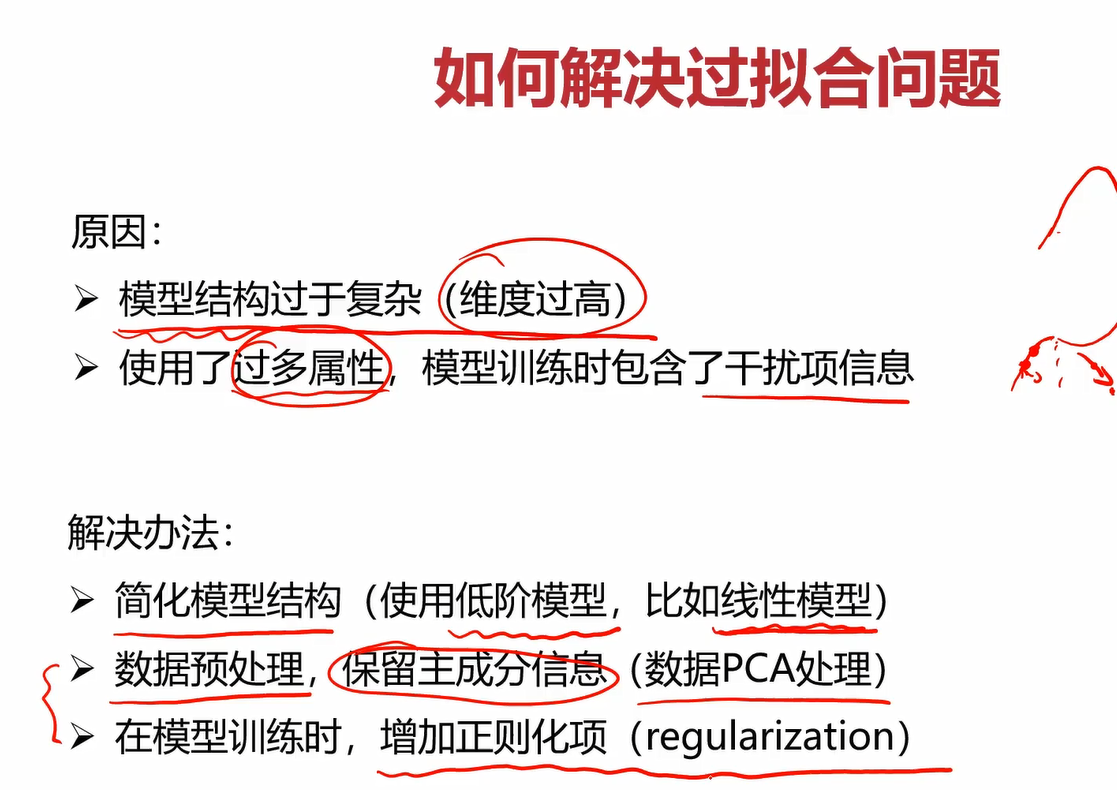 如何解决过拟合问题
原因：
➢ 模型结构过于复杂（维度过高）
➢ 使用了过多属性，模型训练时包含了干扰项信息
解决办法：
➢ 简化模型结构（使用低阶模型，比如线性模型）
➢ 数据预处理，保留主成分信息（数据PCA处理）
➢ 在模型训练时，增加正则化项（regularization）